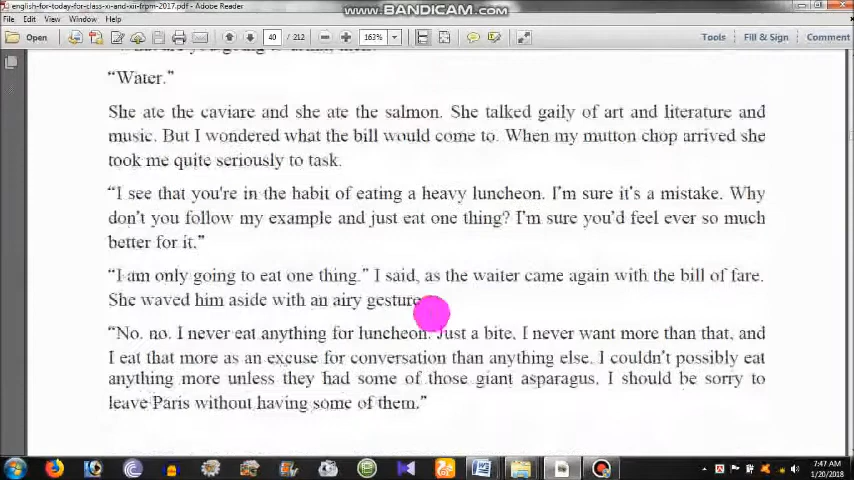 english-for-today-for-class-xi-and-xii-frpm-2017.pdf - Adobe Reader
www.BANDICAM.com
File Edit View Window Help
Open
40 / 212
163%
Tools Fill & Sign Comment
“Water.”
She ate the caviare and she ate the salmon. She talked gaily of art and literature and
music. But I wondered what the bill would come to. When my mutton chop arrived she
took me quite seriously to task.
“I see that you're in the habit of eating a heavy luncheon. I'm sure it's a mistake. Why
don't you follow my example and just eat one thing? I'm sure you'd feel ever so much
better for it.”
“I am only going to eat one thing.” I said, as the waiter came again with the bill of fare.
She waved him aside with an airy gesture
“No, no. I never eat anything for luncheon. Just a bite, I never want more than that, and
I eat that more as an excuse for conversation than anything else. I couldn't possibly eat
anything more unless they had some of those giant asparagus. I should be sorry to
leave Paris without having some of them.”
7:47 AM
1/20/2018